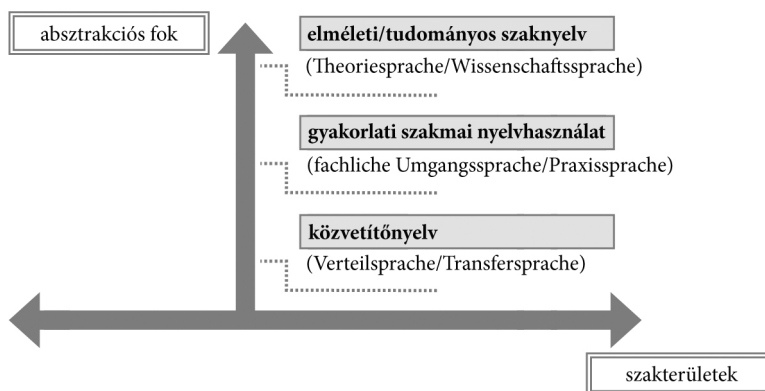 absztrakciós fok
elméleti/tudományos szaknyelv
(Theoriesprache/Wissenschaftssprache)
gyakorlati szakmai nyelvhasználat
(fachliche Umgangssprache/Praxissprache)
közvetítőnyelv
(Verteilsprache/Transfersprache)
szakterületek